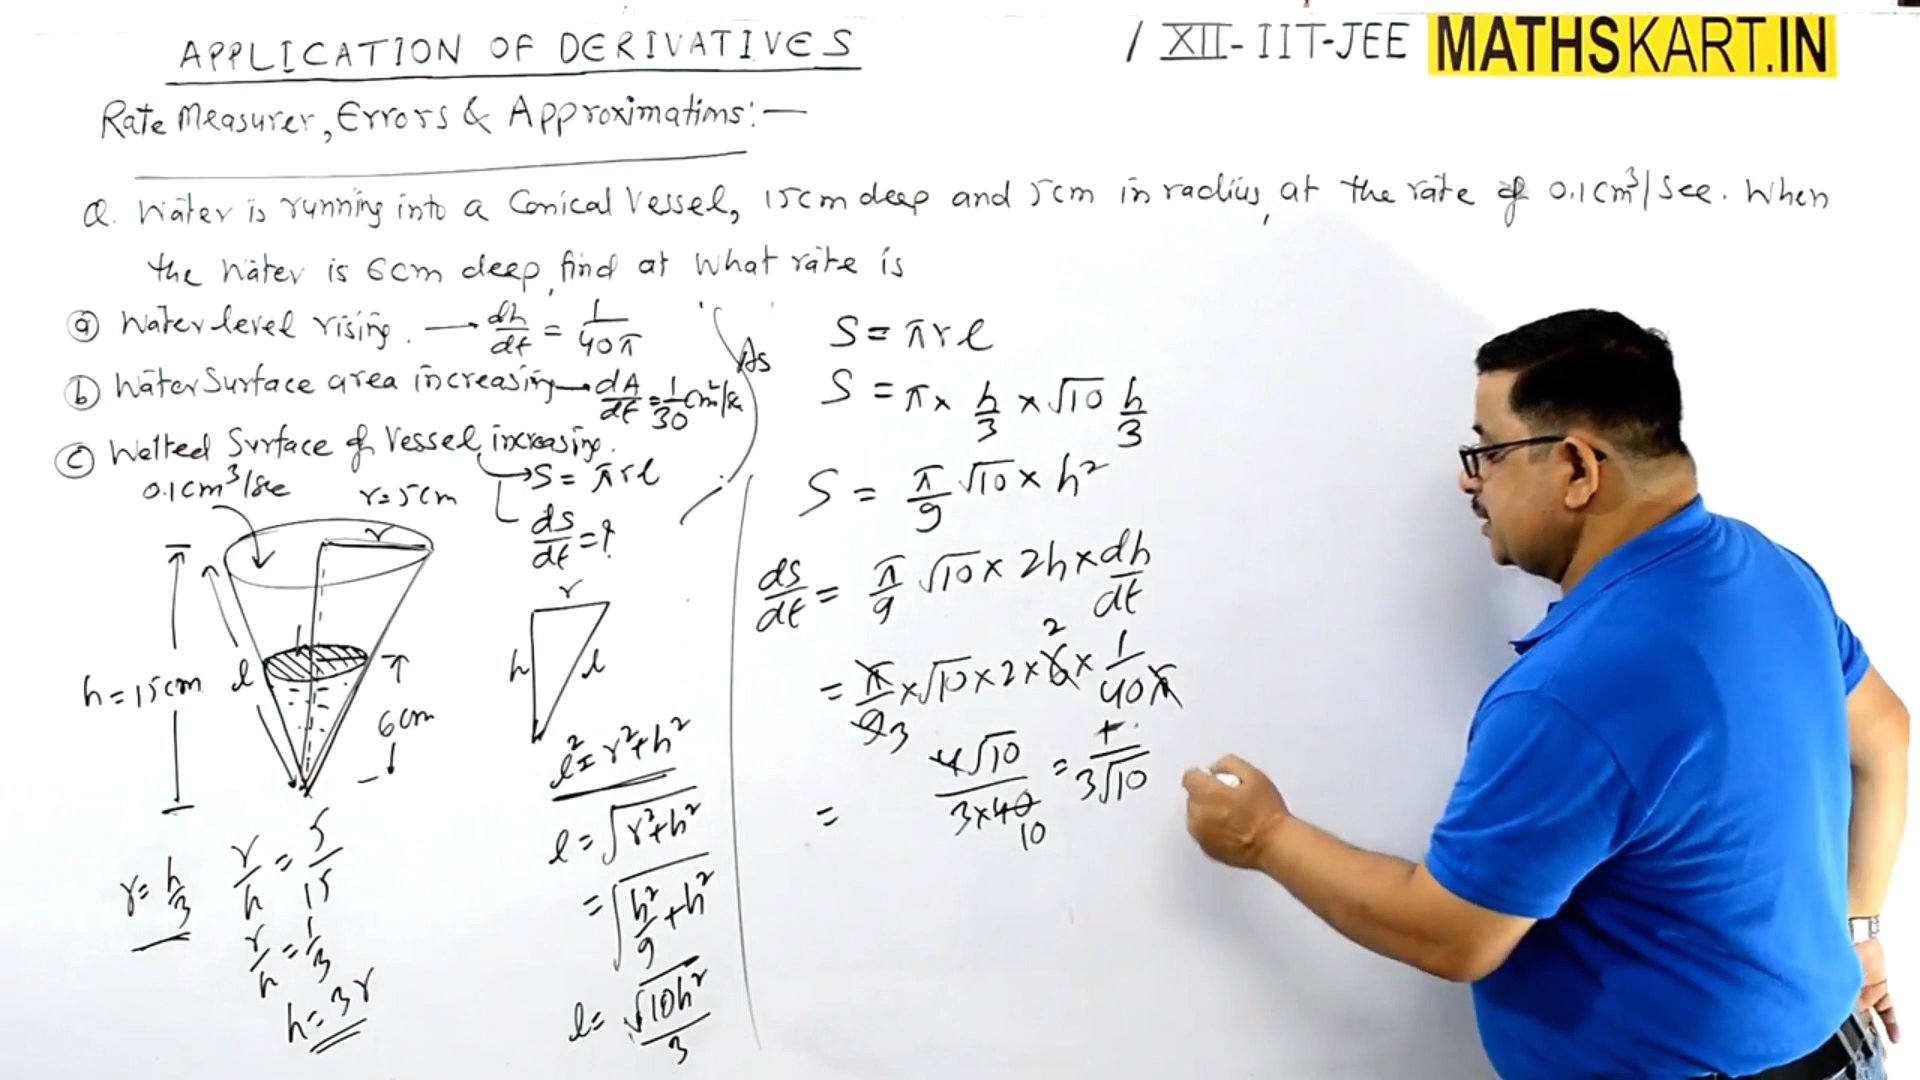 APPLICATION OF DERIVATIVES
/ XII-IIT-JEE MATHSKART.IN
Rate Measurer, Errors & Approximations:—
Q. Water is running into a Conical Vessel, 15cm deep and 5cm in radius, at the rate of 0.1cm³/sec. When
the water is 6cm deep, find at what rate is
ⓐ Water level rising. → dh/dt = 1/40π
ⓑ Water Surface area increasing → dA/dt = 1/30 cm²/sec
ⓒ Wetted Surface of Vessel increasing.
→ S = πrl
ds/dt = ?
0.1cm³/sec
r=5cm
r
h=15cm
l
6cm
r/h = 5/15
r/h = 1/3
h=3r
r=h/3
r
h
l
l²=r²+h²
l=√(r²+h²)
=√(h²/9+h²)
l=√10h²/3
As S = πrl
S = π× h/3 ×√10 h/3
S = π/9 √10× h²
ds/dt = π/9 √10× 2h× dh/dt
= π/9 3 ×√10×2×6 2 × 1/40π
= 4√10/3×40 10 = 1/3√10